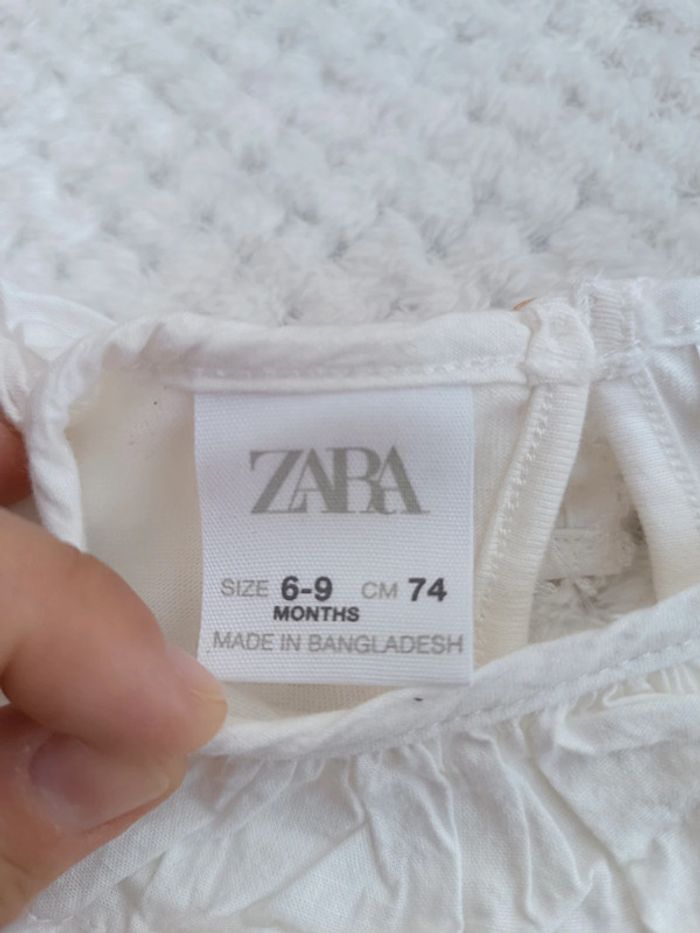 ZARA
SIZE 6-9 CM 74
MONTHS
MADE IN BANGLADESH